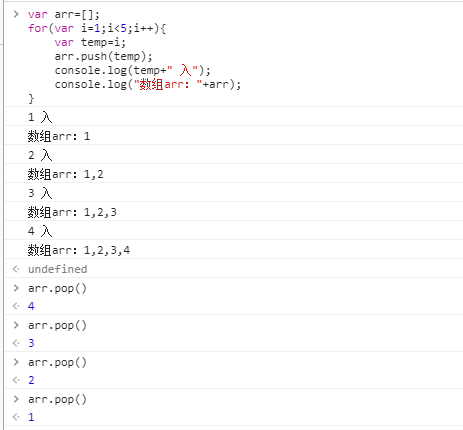 > var arr=[];
for(var i=1;i<5;i++){
    var temp=i;
    arr.push(temp);
    console.log(temp+" 入");
    console.log("数组arr: "+arr);
}
1 入
数组arr: 1
2 入
数组arr: 1,2
3 入
数组arr: 1,2,3
4 入
数组arr: 1,2,3,4
< undefined
> arr.pop()
< 4
> arr.pop()
< 3
> arr.pop()
< 2
> arr.pop()
< 1